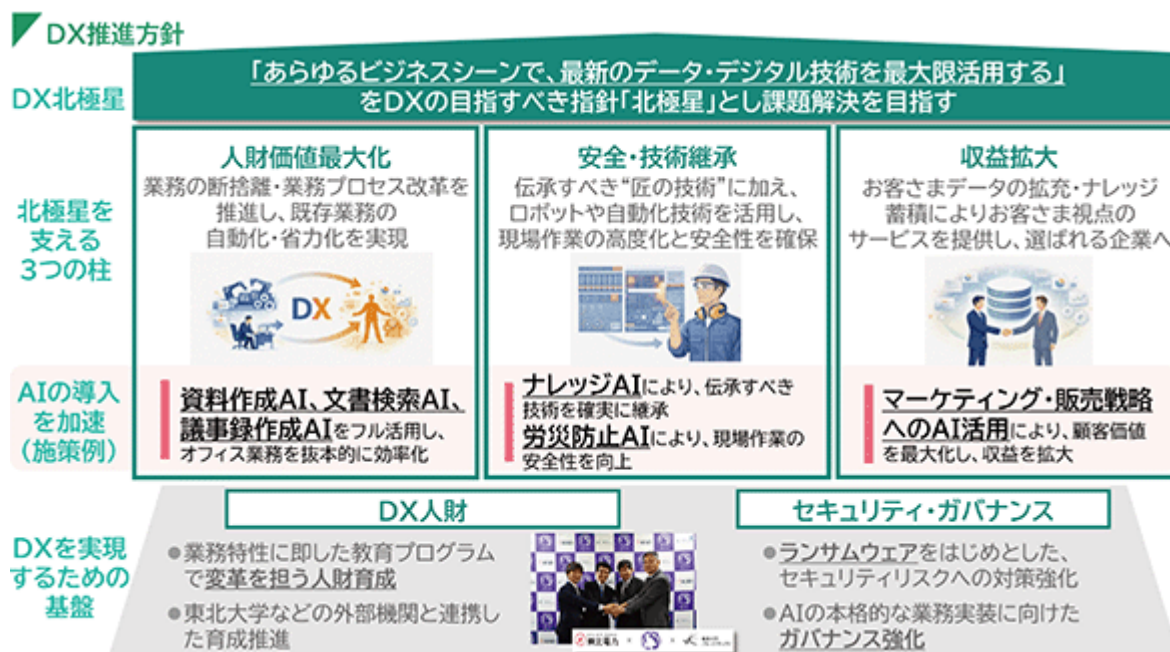 DX推進方針
DX北極星
「あらゆるビジネスシーンで、最新のデータ・デジタル技術を最大限活用する」
をDXの目指すべき指針「北極星」とし課題解決を目指す
北極星を
支える
3つの柱
人財価値最大化
業務の断捨離・業務プロセス改革を
推進し、既存業務の
自動化・省力化を実現
DX
安全・技術継承
伝承すべき“匠の技術”に加え、
ロボットや自動化技術を活用し、
現場作業の高度化と安全性を確保
収益拡大
お客さまデータの拡充・ナレッジ
蓄積によりお客さま視点の
サービスを提供し、選ばれる企業へ
AIの導入
を加速
（施策例）
資料作成AI、文書検索AI、
議事録作成AIをフル活用し、
オフィス業務を抜本的に効率化
ナレッジAIにより、伝承すべき
技術を確実に継承
労災防止AIにより、現場作業の
安全性を向上
マーケティング・販売戦略
へのAI活用により、顧客価値
を最大化し、収益を拡大
DXを実現
するための
基盤
DX人財
●業務特性に即した教育プログラム
で変革を担う人財育成
●東北大学などの外部機関と連携し
た育成推進
東北電力
セキュリティ・ガバナンス
●ランサムウェアをはじめとした、
セキュリティリスクへの対策強化
●AIの本格的な業務実装に向けた
ガバナンス強化